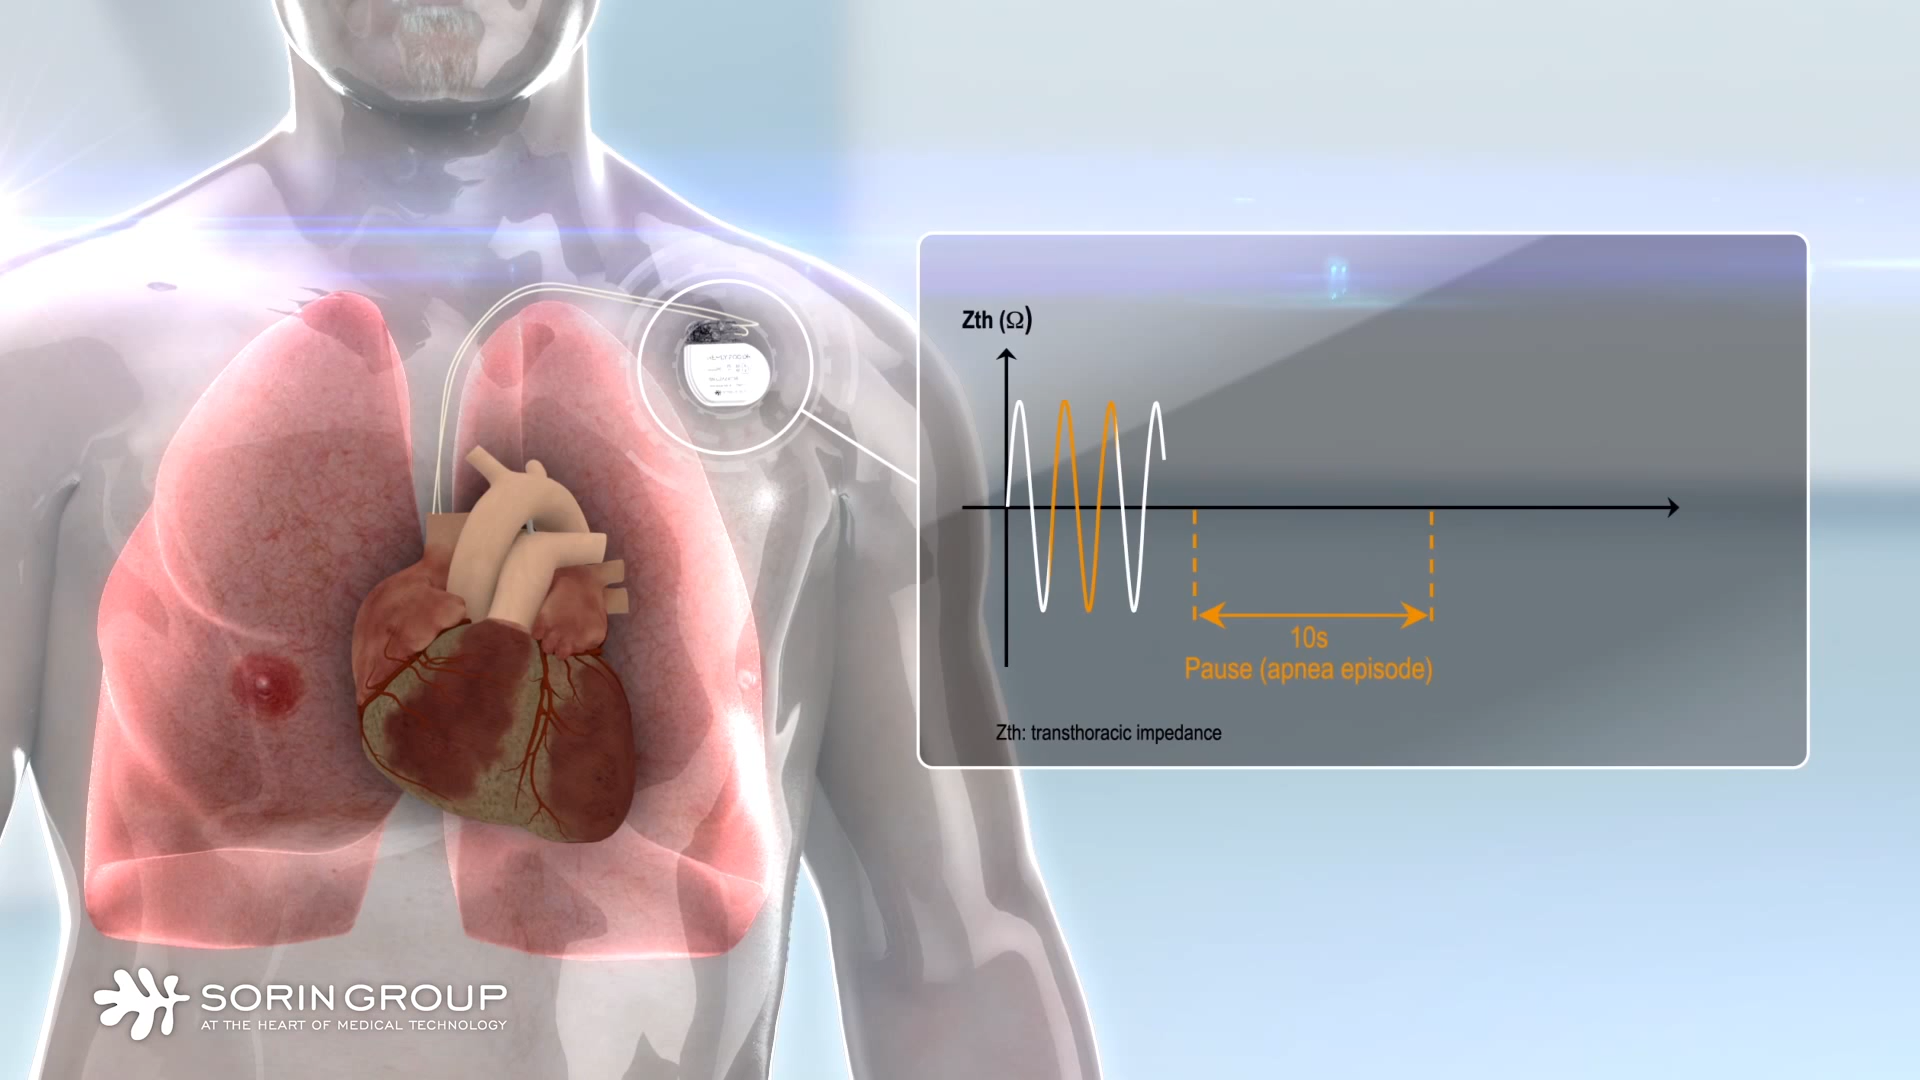 Zth (Ω)
10s
Pause (apnea episode)
Zth: transthoracic impedance
SORIN GROUP
AT THE HEART OF MEDICAL TECHNOLOGY